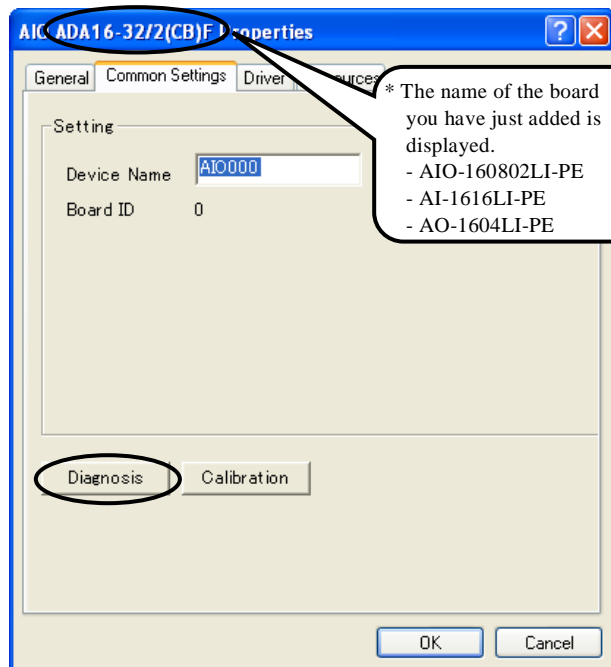 AIO ADA16-32/2(CB)F Properties
General Common Settings Driver
* The name of the board
you have just added is
displayed.
- AIO-160802LI-PE
- AI-1616LI-PE
- AO-1604LI-PE
Setting
Device Name AIO000
Board ID 0
Diagnosis Calibration
OK Cancel